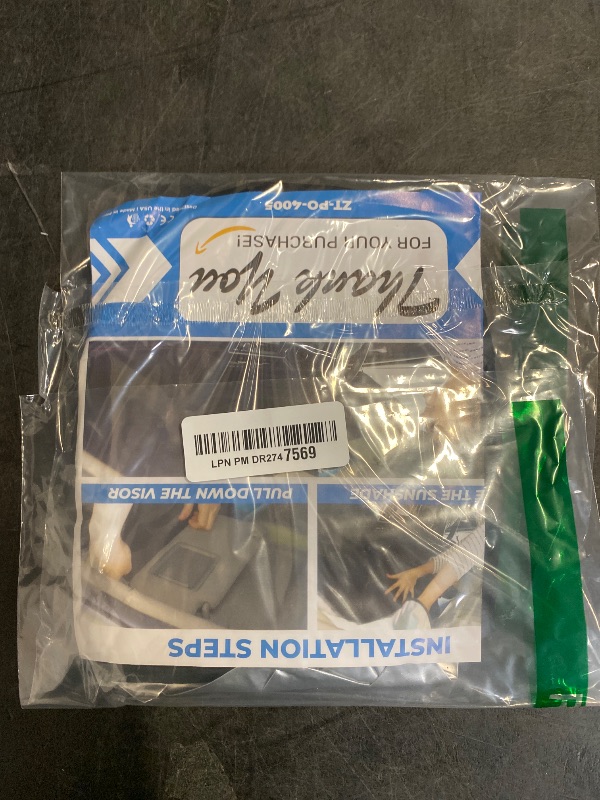 INSTALLATION STEPS
E THE SUNSHADE
PULL DOWN THE VISOR
LPN PM DR2747569
Thank You
FOR YOUR PURCHASE!
ZT-PO-4005